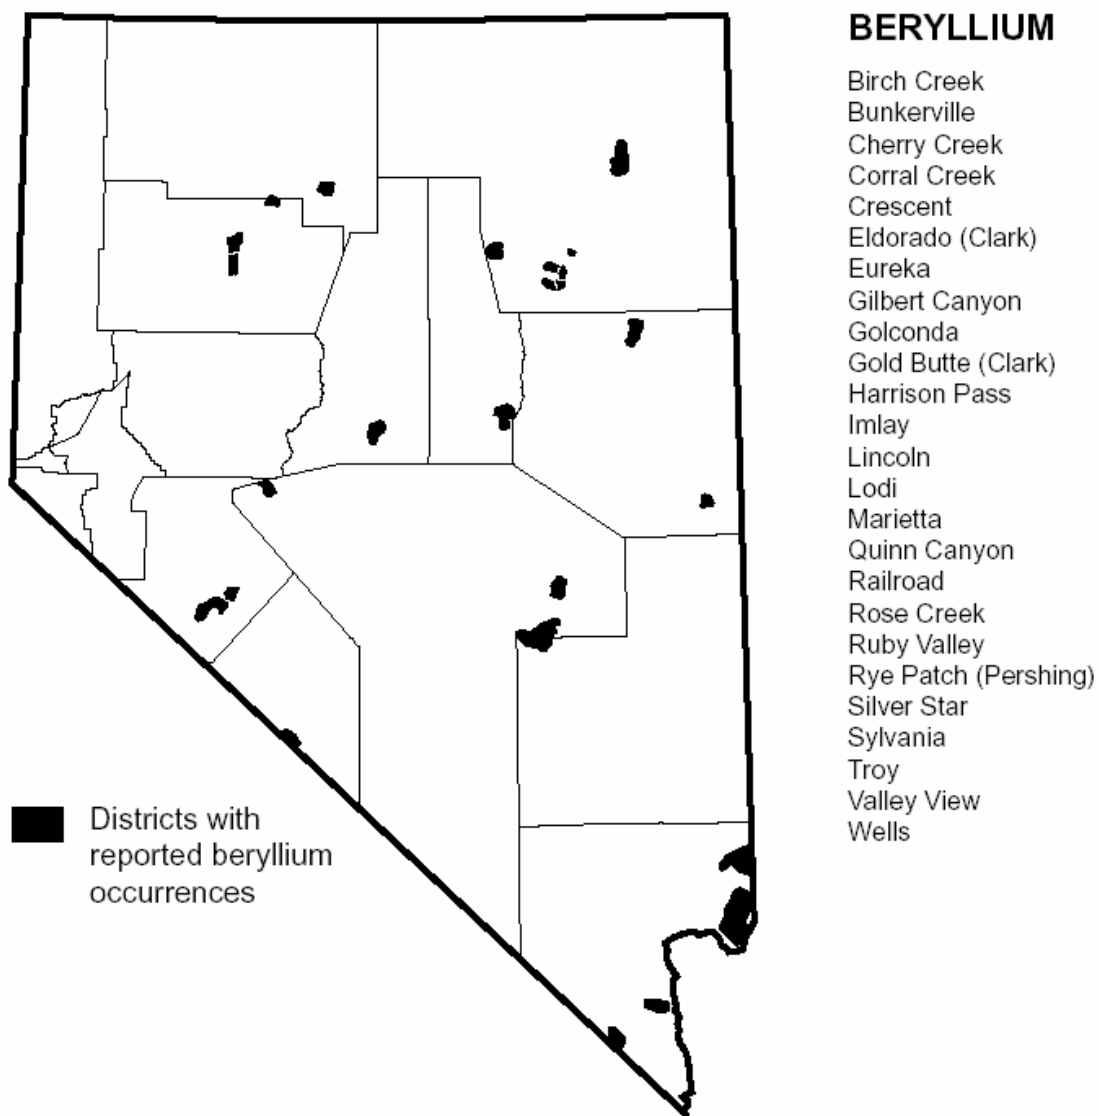 BERYLLIUM
Birch Creek
Bunkerville
Cherry Creek
Corral Creek
Crescent
Eldorado (Clark)
Eureka
Gilbert Canyon
Golconda
Gold Butte (Clark)
Harrison Pass
Imlay
Lincoln
Lodi
Marietta
Quinn Canyon
Railroad
Rose Creek
Ruby Valley
Rye Patch (Pershing)
Silver Star
Sylvania
Troy
Valley View
Wells
Districts with
reported beryllium
occurrences